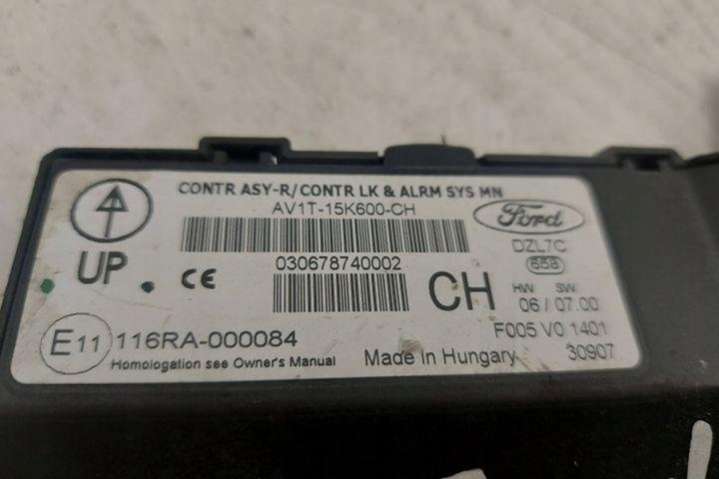 CONTR ASY-R/CONTR LK & ALRM SYS MN
AV1T-15K600-CH
Ford
UP
CE
030678740002
CH
DZL7C
659
HW SW
06 / 07.00
E11
116RA-000084
F005 V0 1401
Homologation see Owner's Manual
Made in Hungary
30907